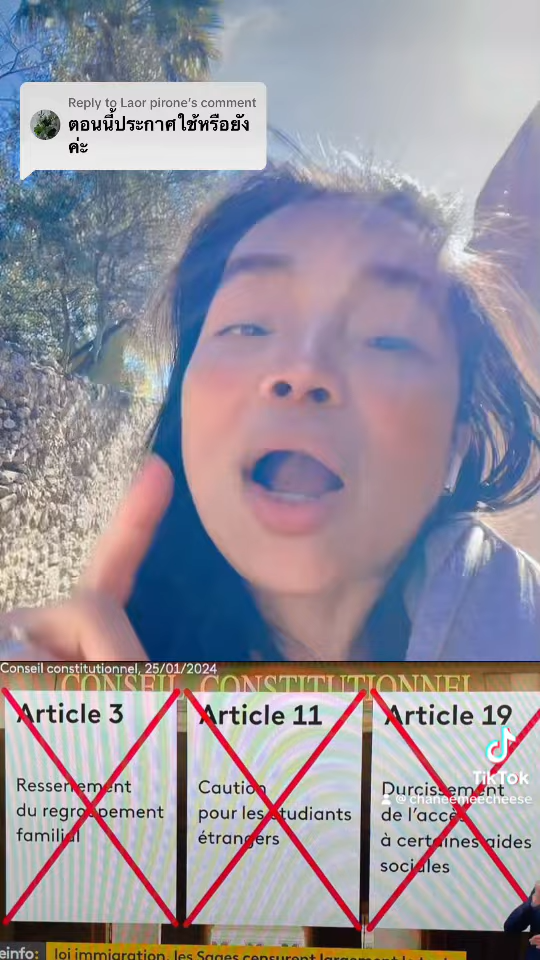 Reply to Laor pirone's comment
ตอนนี้ประกาศใช้หรือยัง
ค่ะ
Conseil constitutionnel, 25/01/2024
CONSEIL CONSTITUTIONNEL
Article 3
Resserrement
du regroupement
familial
Article 11
Caution
pour les étudiants
étrangers
Article 19
Durcissement
de l'accès
à certaines aides
sociales
TikTok
@chaneemeecheese
einfo: loi immigration, les Sages censurent largement le